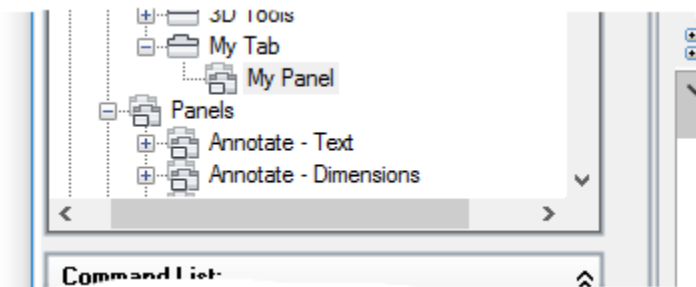 3D Tools
My Tab
My Panel
Panels
Annotate - Text
Annotate - Dimensions
Command List: